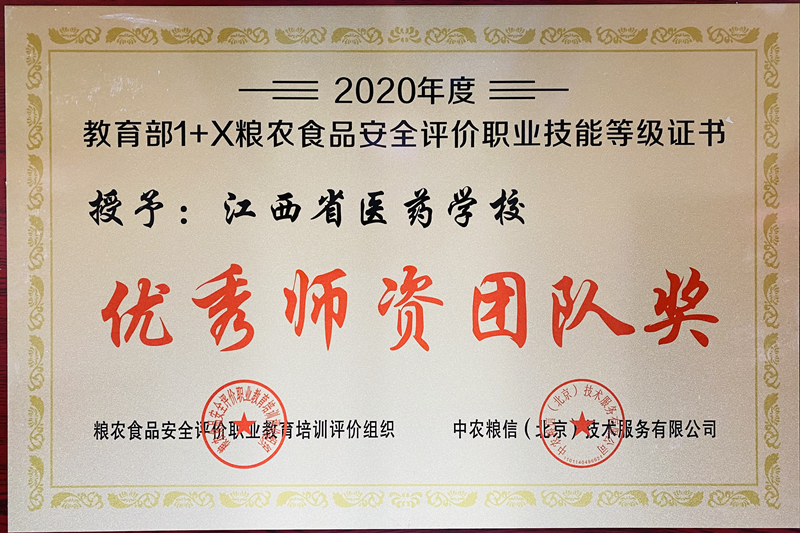 2020年度
教育部1+X粮农食品安全评价职业技能等级证书
授予：江西省医药学校
优秀师资团队奖
粮农食品安全评价职业教育培训评价组织
中农粮信（北京）技术服务有限公司